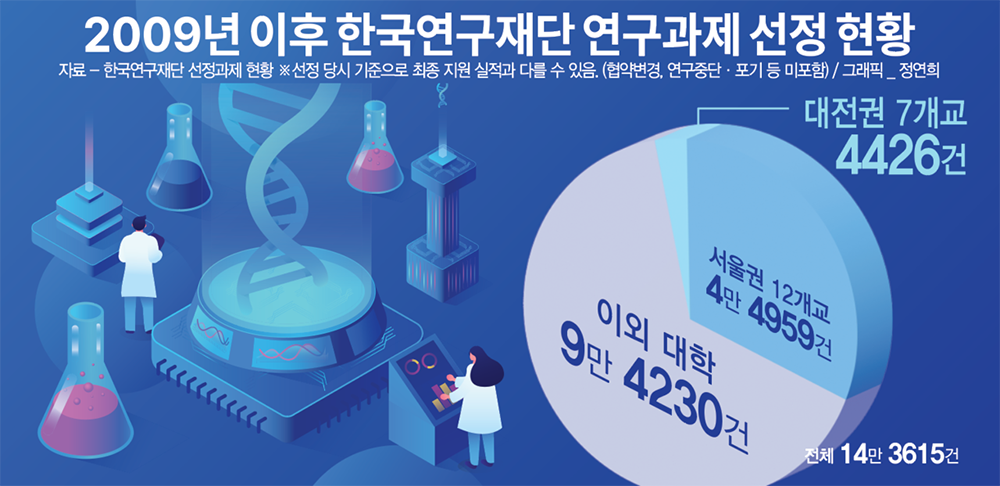 2009년 이후 한국연구재단 연구과제 선정 현황
자료 – 한국연구재단 선정과제 현황 ※선정 당시 기준으로 최종 지원 실적과 다를 수 있음. (협약변경, 연구중단 · 포기 등 미포함) / 그래픽 _ 정연희
대전권 7개교
4426건
서울권 12개교
4만 4959건
이외 대학
9만 4230건
전체 14만 3615건